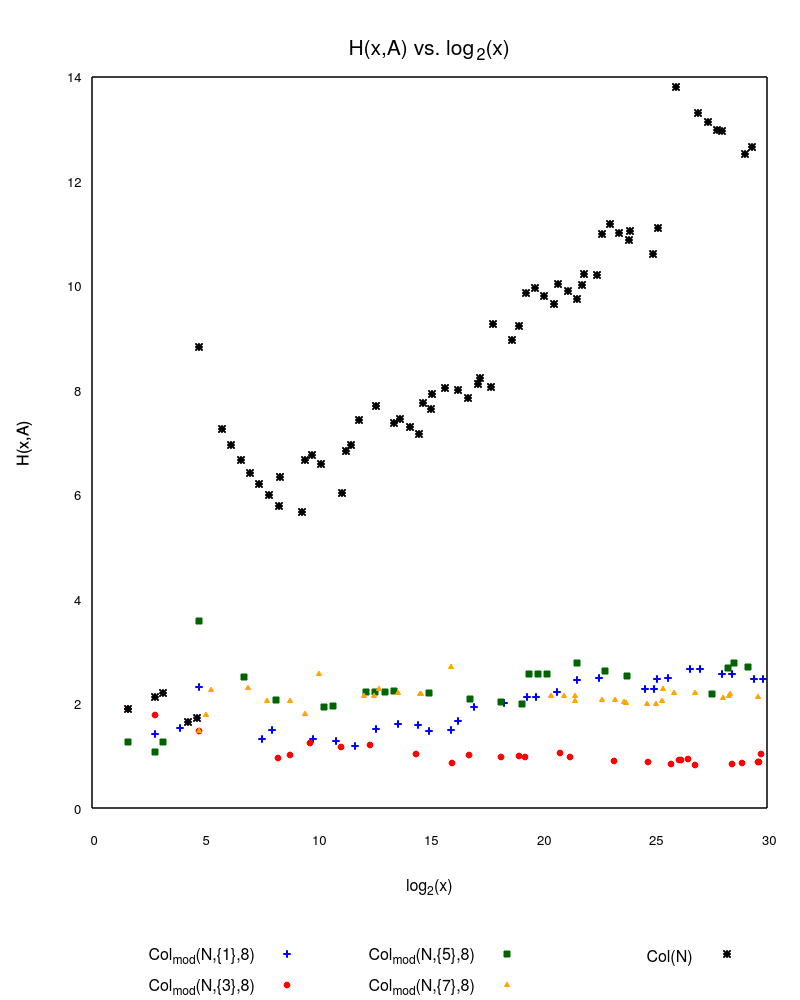 H(x,A) vs. log₂(x)
14
12
10
8
6
4
2
0
H(x,A)
0 5 10 15 20 25 30
log₂(x)
Colmod(N,{1},8) Colmod(N,{5},8) Col(N)
Colmod(N,{3},8) Colmod(N,{7},8)